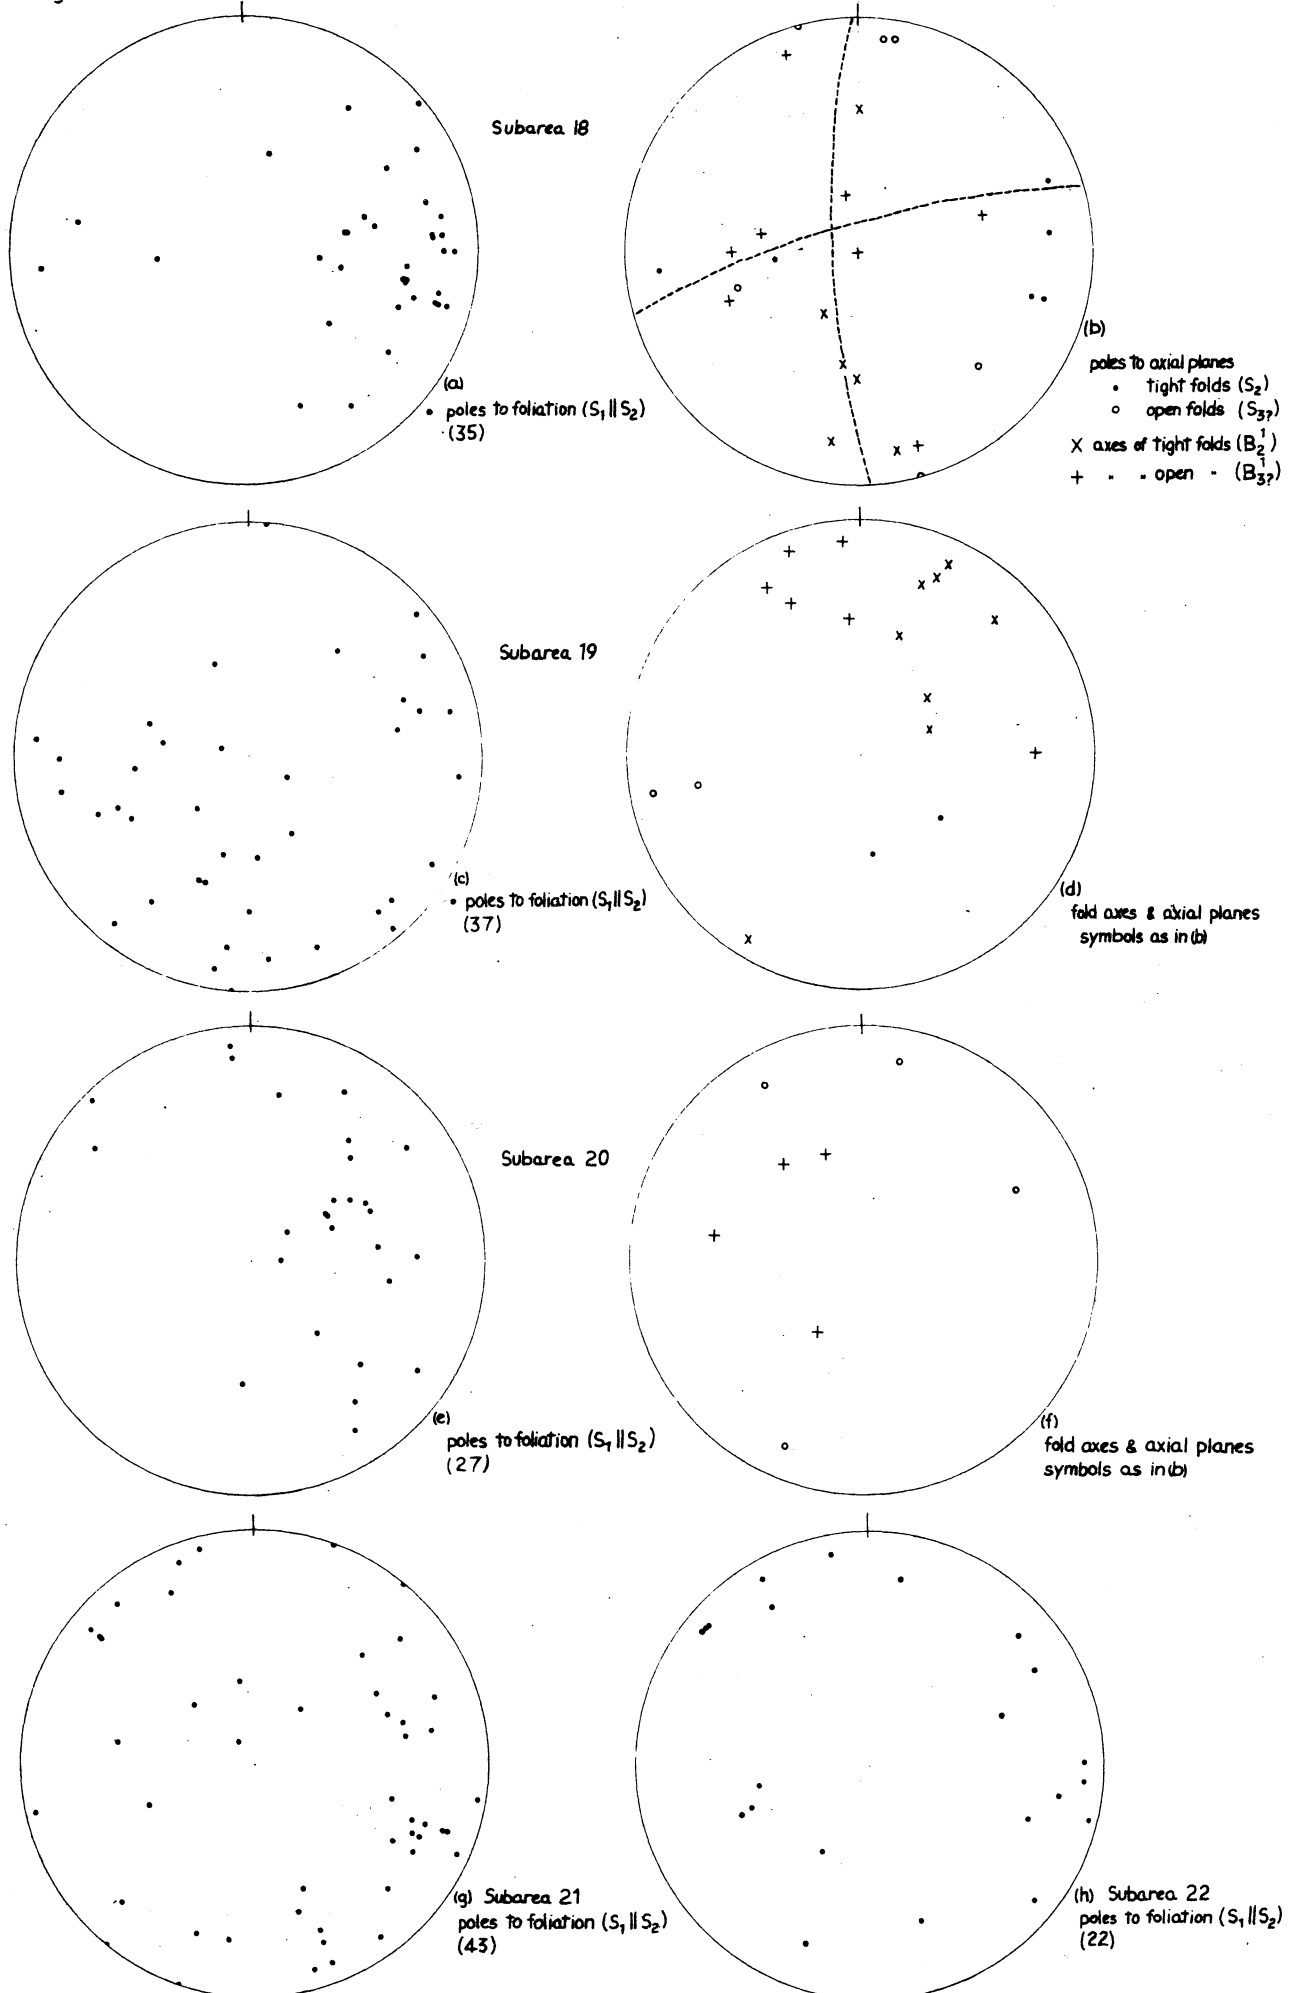 Subarea 18
(a)
• poles to foliation (S₁ || S₂)
(35)
(b)
poles to axial planes
• tight folds (S₂)
o open folds (S₃?)
X axes of tight folds (B₂¹)
+ " " open " (B₃?¹)
Subarea 19
(c)
• poles to foliation (S₁ || S₂)
(37)
(d)
fold axes & axial planes
symbols as in (b)
Subarea 20
(e)
poles to foliation (S₁ || S₂)
(27)
(f)
fold axes & axial planes
symbols as in (b)
(g) Subarea 21
poles to foliation (S₁ || S₂)
(43)
(h) Subarea 22
poles to foliation (S₁ || S₂)
(22)